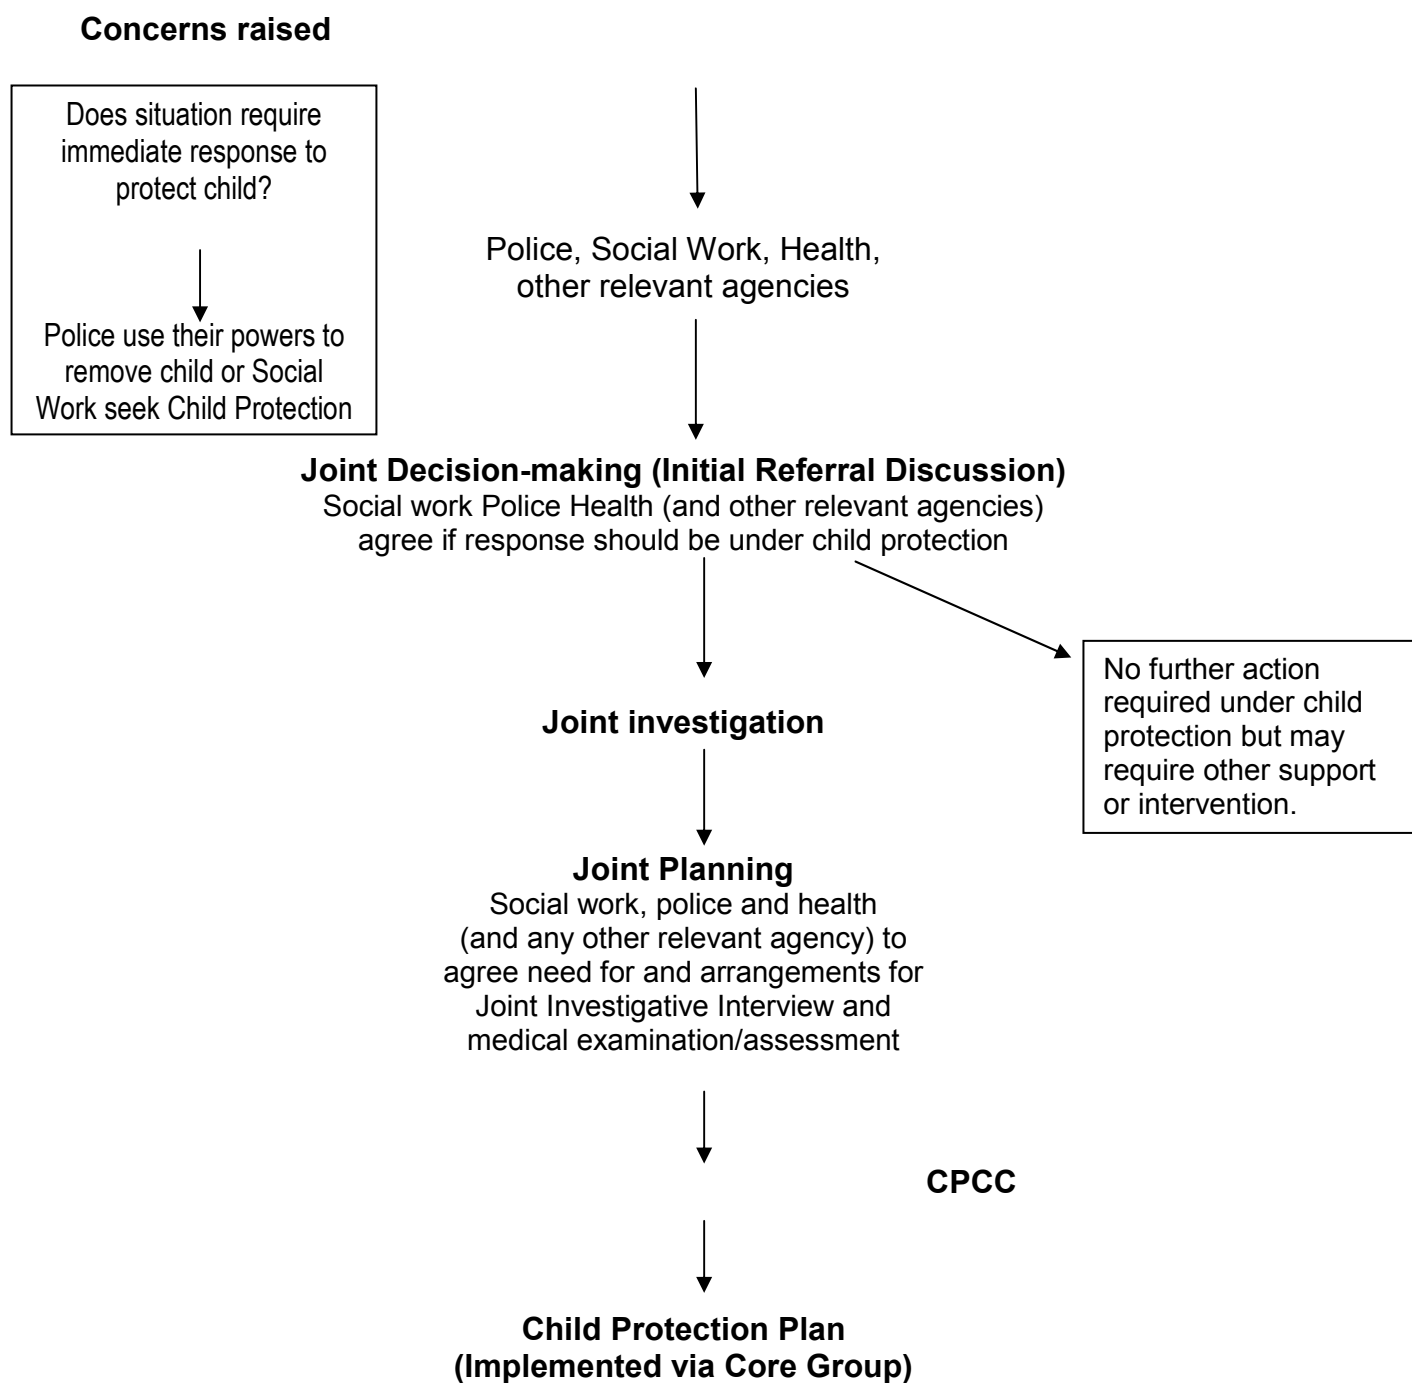 Concerns raised
Does situation require
immediate response to
protect child?
Police use their powers to
remove child or Social
Work seek Child Protection
Police, Social Work, Health,
other relevant agencies
Joint Decision-making (Initial Referral Discussion)
Social work Police Health (and other relevant agencies)
agree if response should be under child protection
No further action
required under child
protection but may
require other support
or intervention.
Joint investigation
Joint Planning
Social work, police and health
(and any other relevant agency) to
agree need for and arrangements for
Joint Investigative Interview and
medical examination/assessment
CPCC
Child Protection Plan
(Implemented via Core Group)